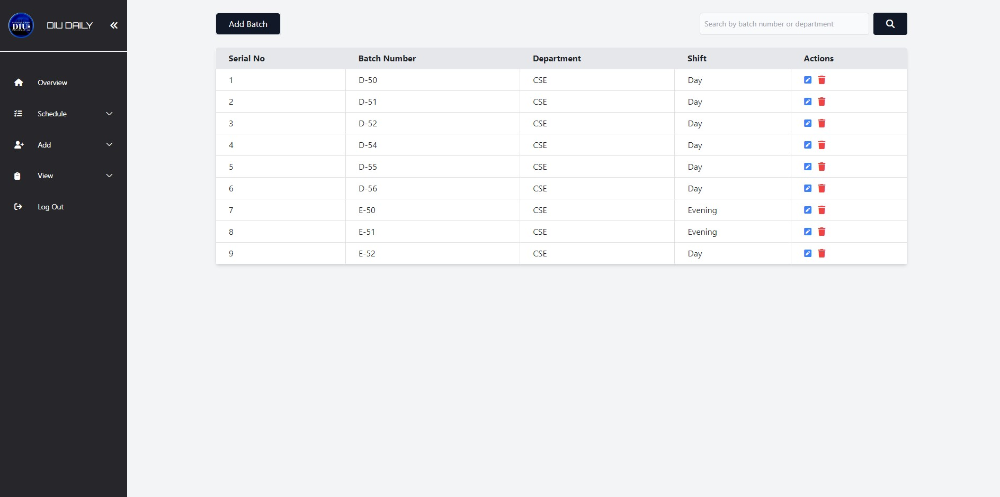 DIU
DIU DAILY
Overview
Schedule
Add
View
Log Out
Add Batch
Search by batch number or department
Serial No Batch Number Department Shift Actions
1 D-50 CSE Day
2 D-51 CSE Day
3 D-52 CSE Day
4 D-54 CSE Day
5 D-55 CSE Day
6 D-56 CSE Day
7 E-50 CSE Evening
8 E-51 CSE Evening
9 E-52 CSE Day